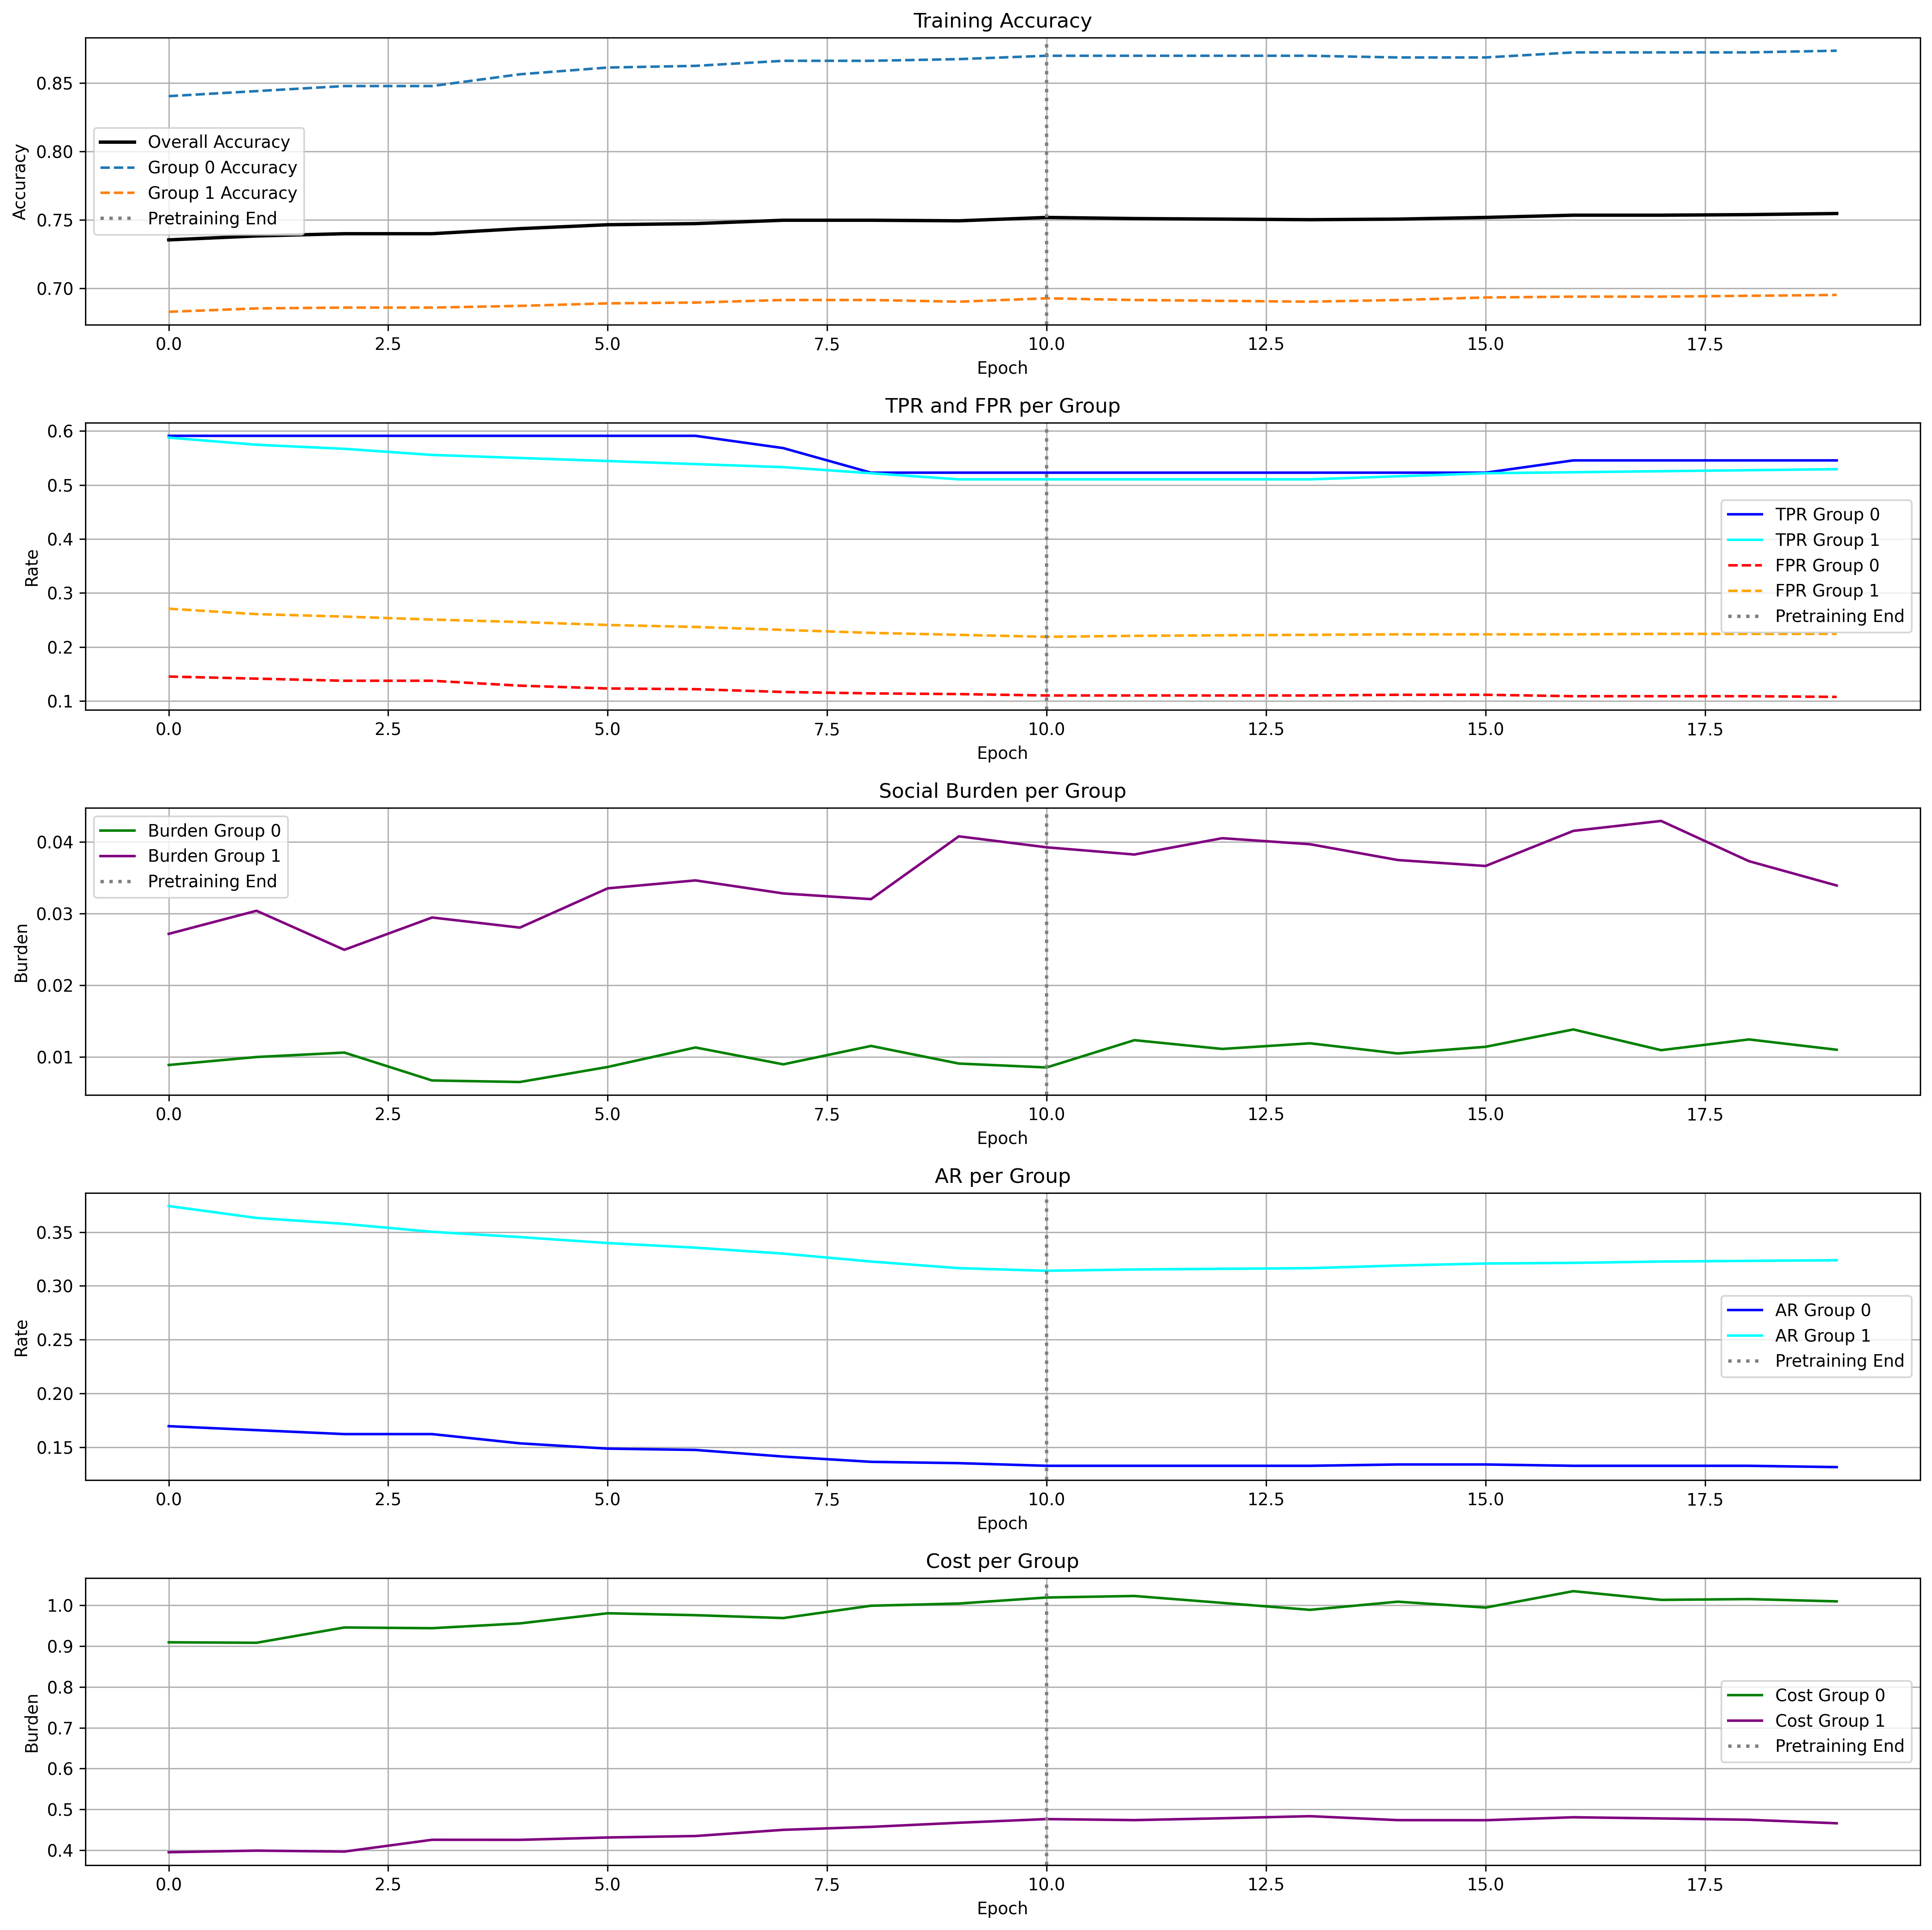 Training Accuracy
Accuracy
0.85
0.80
0.75
0.70
Overall Accuracy
Group 0 Accuracy
Group 1 Accuracy
Pretraining End
0.0 2.5 5.0 7.5 10.0 12.5 15.0 17.5
Epoch
TPR and FPR per Group
Rate
0.6
0.5
0.4
0.3
0.2
0.1
TPR Group 0
TPR Group 1
FPR Group 0
FPR Group 1
Pretraining End
0.0 2.5 5.0 7.5 10.0 12.5 15.0 17.5
Epoch
Social Burden per Group
Burden
0.04
0.03
0.02
0.01
Burden Group 0
Burden Group 1
Pretraining End
0.0 2.5 5.0 7.5 10.0 12.5 15.0 17.5
Epoch
AR per Group
Rate
0.35
0.30
0.25
0.20
0.15
AR Group 0
AR Group 1
Pretraining End
0.0 2.5 5.0 7.5 10.0 12.5 15.0 17.5
Epoch
Cost per Group
Burden
1.0
0.9
0.8
0.7
0.6
0.5
0.4
Cost Group 0
Cost Group 1
Pretraining End
0.0 2.5 5.0 7.5 10.0 12.5 15.0 17.5
Epoch